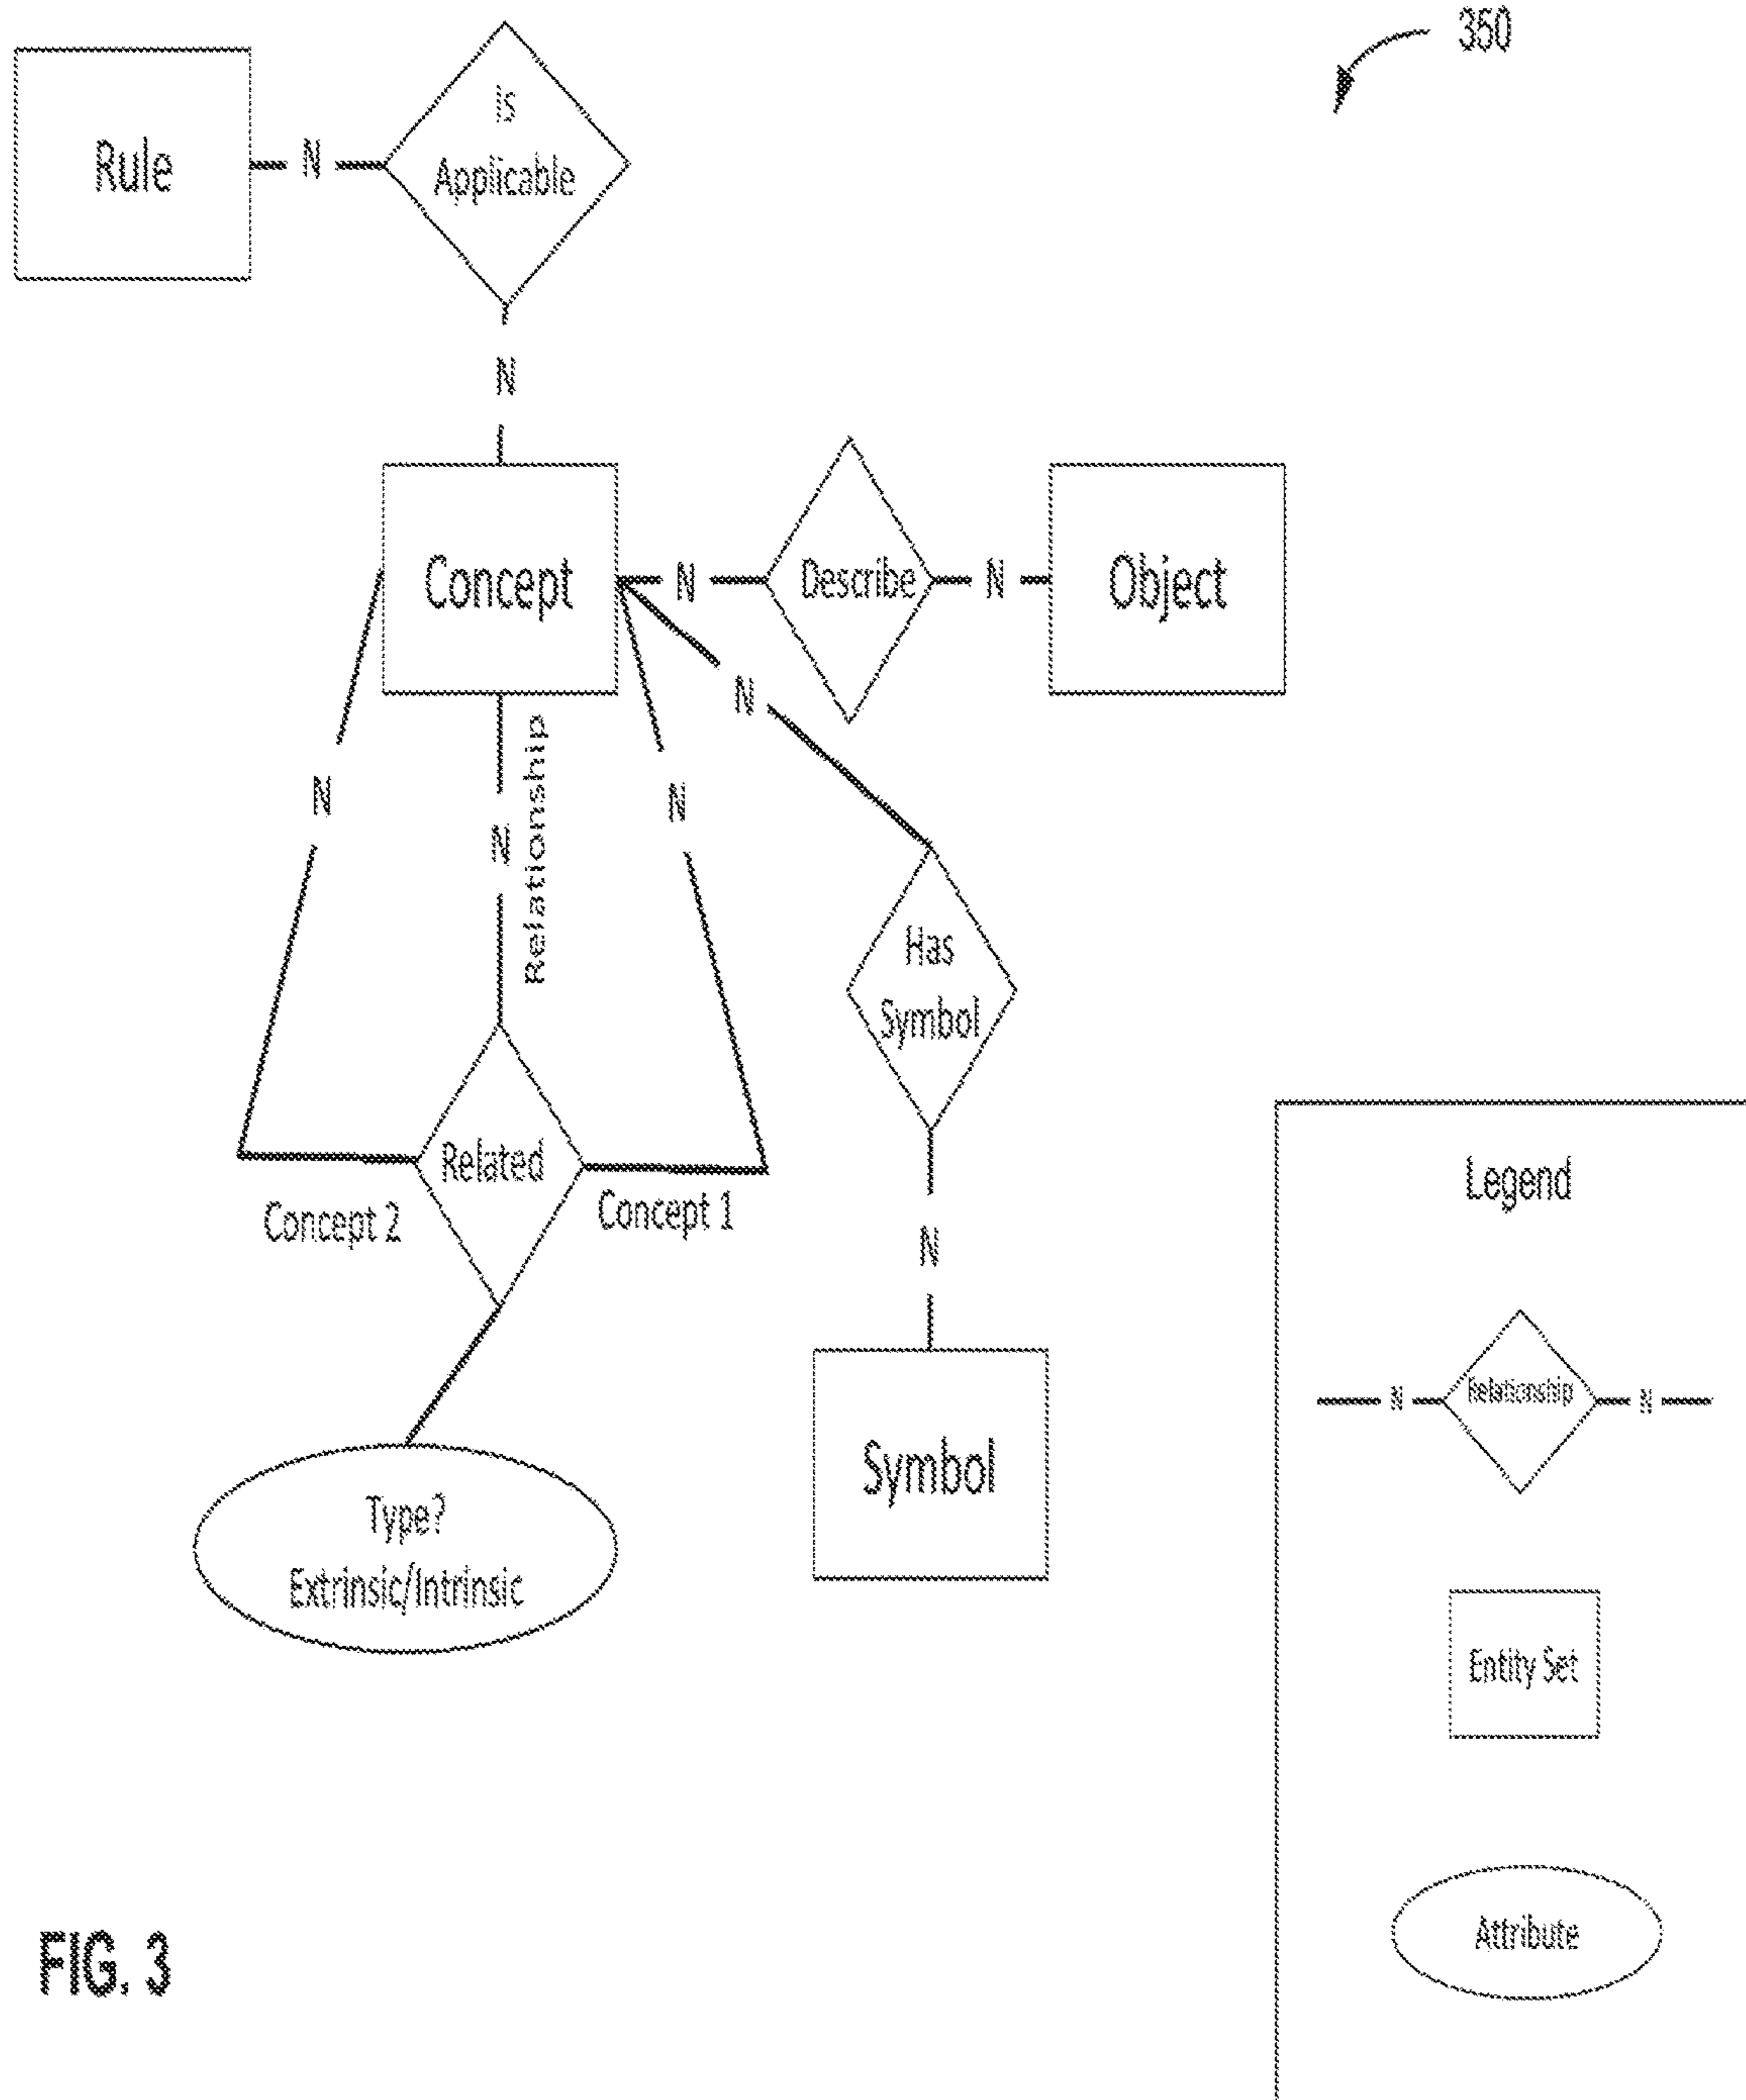 350
Rule
N
Is
Applicable
N
Concept
N
Describe
N
Object
N
N
N
N
Relationship
Has
Symbol
Related
Concept 2
Concept 1
N
Symbol
Type?
Extrinsic/Intrinsic
Legend
N
Relationship
N
Entity Set
Attribute
FIG. 3